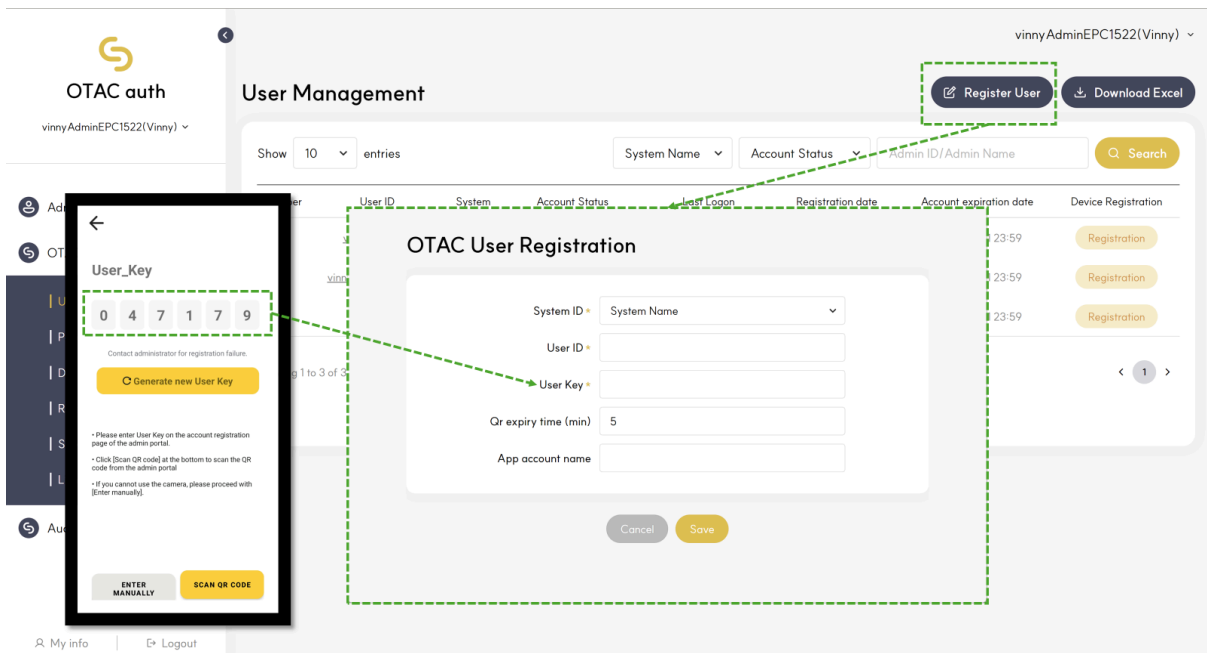 vinnyAdminEPC1522(Vinny)
OTAC auth
vinnyAdminEPC1522(Vinny)
User Management
Register User
Download Excel
Show 10 entries
System Name
Account Status
Admin ID/Admin Name
Search
User ID
System
Account Status
Last Logon
Registration date
Account expiration date
Device Registration
23:59
Registration
23:59
Registration
23:59
Registration
1 to 3 of 3
1
User_Key
0 4 7 1 7 9
Contact administrator for registration failure.
Generate new User Key
• Please enter User Key on the account registration
page of the admin portal.
• Click [Scan QR code] at the bottom to scan the QR
code from the admin portal
• If you cannot use the camera, please proceed with
[Enter manually].
ENTER
MANUALLY
SCAN QR CODE
OTAC User Registration
System ID *
System Name
User ID *
User Key *
Qr expiry time (min)
5
App account name
Cancel
Save
My info
Logout